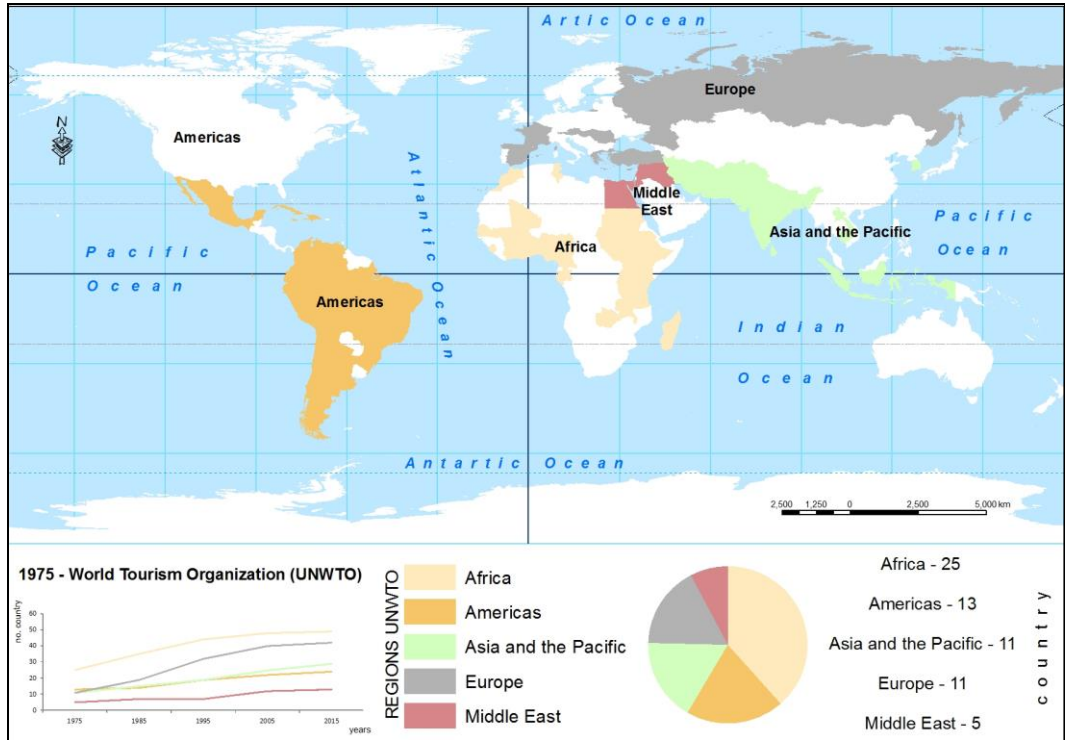 Artic Ocean
Europe
Americas
N
Atlantic Ocean
Middle
East
Pacific
Ocean
Africa
Asia and the Pacific
Pacific
Ocean
Americas
Indian
Ocean
Antartic Ocean
2,500 1,250 0 2,500 5,000 km
1975 - World Tourism Organization (UNWTO)
no. country
60
50
40
30
20
10
0
1975 1985 1995 2005 2015
years
REGIONS UNWTO
Africa
Americas
Asia and the Pacific
Europe
Middle East
Africa - 25
Americas - 13
Asia and the Pacific - 11
Europe - 11
Middle East - 5
country